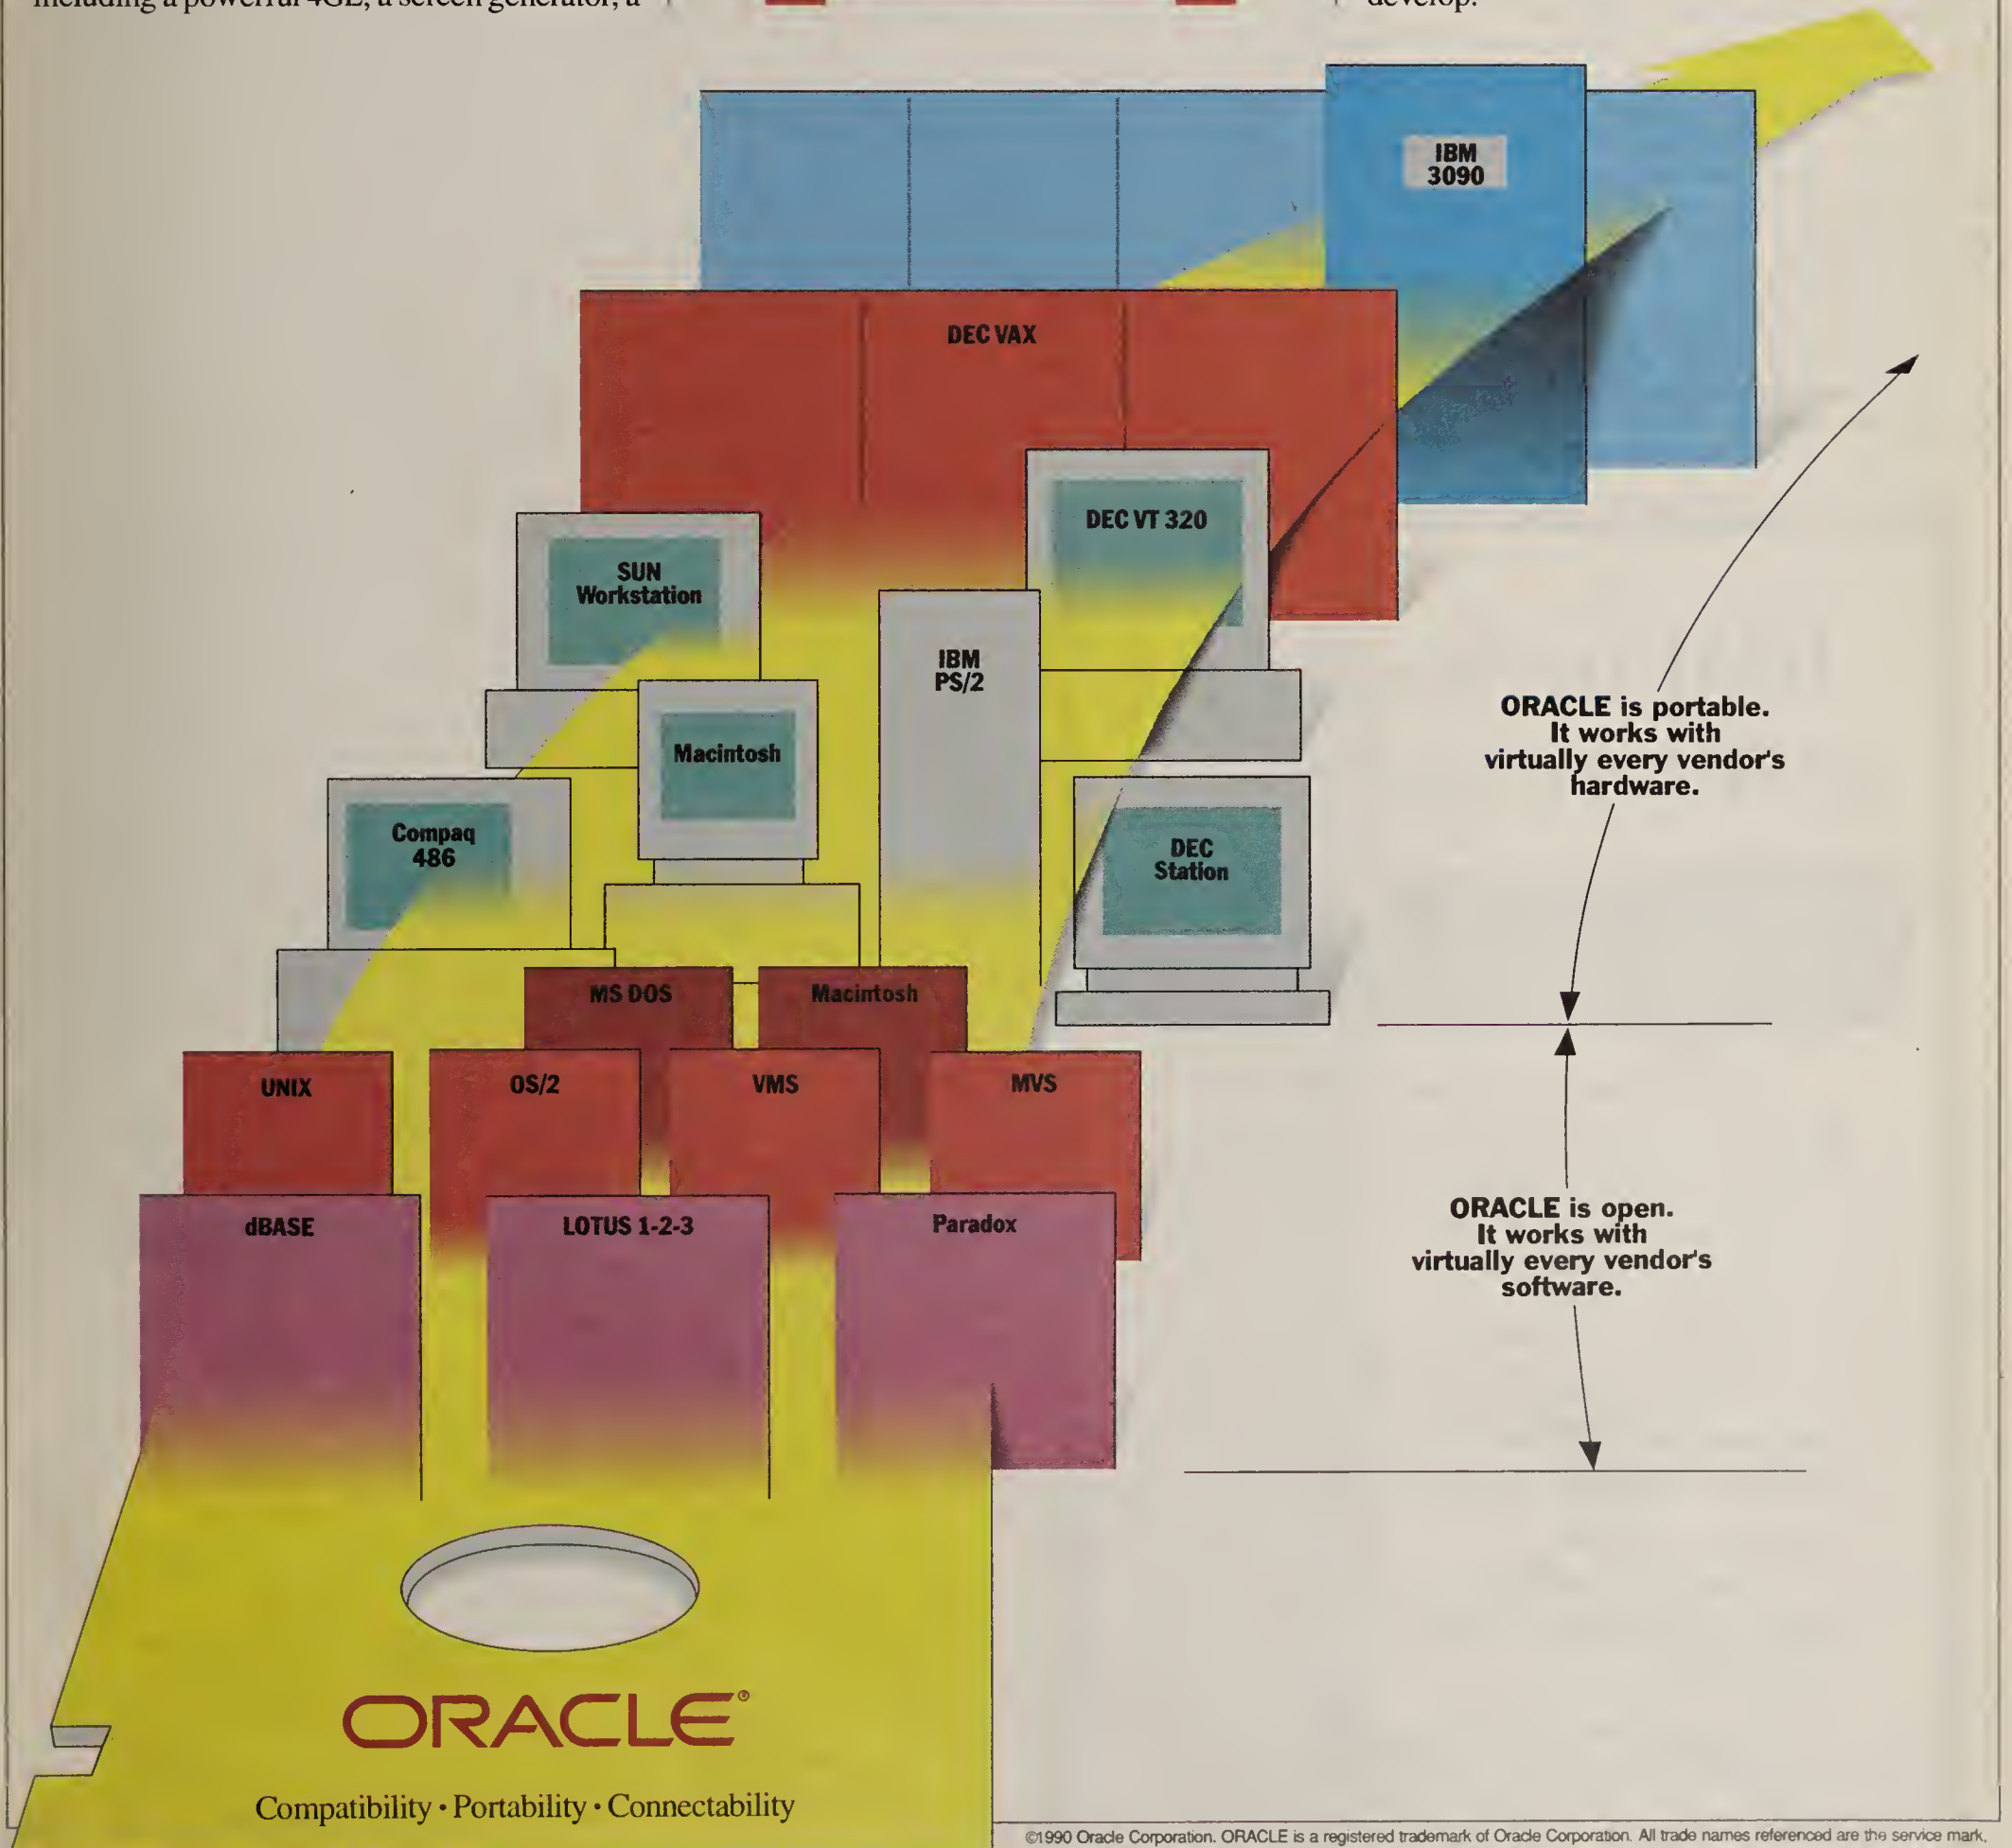 including a powerful 4GL, a screen generator, a
develop.
IBM
3090
DEC VAX
DEC VT 320
SUN
Workstation
IBM
PS/2
ORACLE is portable.
It works with
virtually every vendor's
hardware.
Macintosh
Compaq
486
DEC
Station
MS DOS
Macintosh
UNIX
OS/2
VMS
MVS
dBASE
LOTUS 1-2-3
Paradox
ORACLE is open.
It works with
virtually every vendor's
software.
ORACLE®
Compatibility • Portability • Connectability
©1990 Oracle Corporation. ORACLE is a registered trademark of Oracle Corporation. All trade names referenced are the service mark,